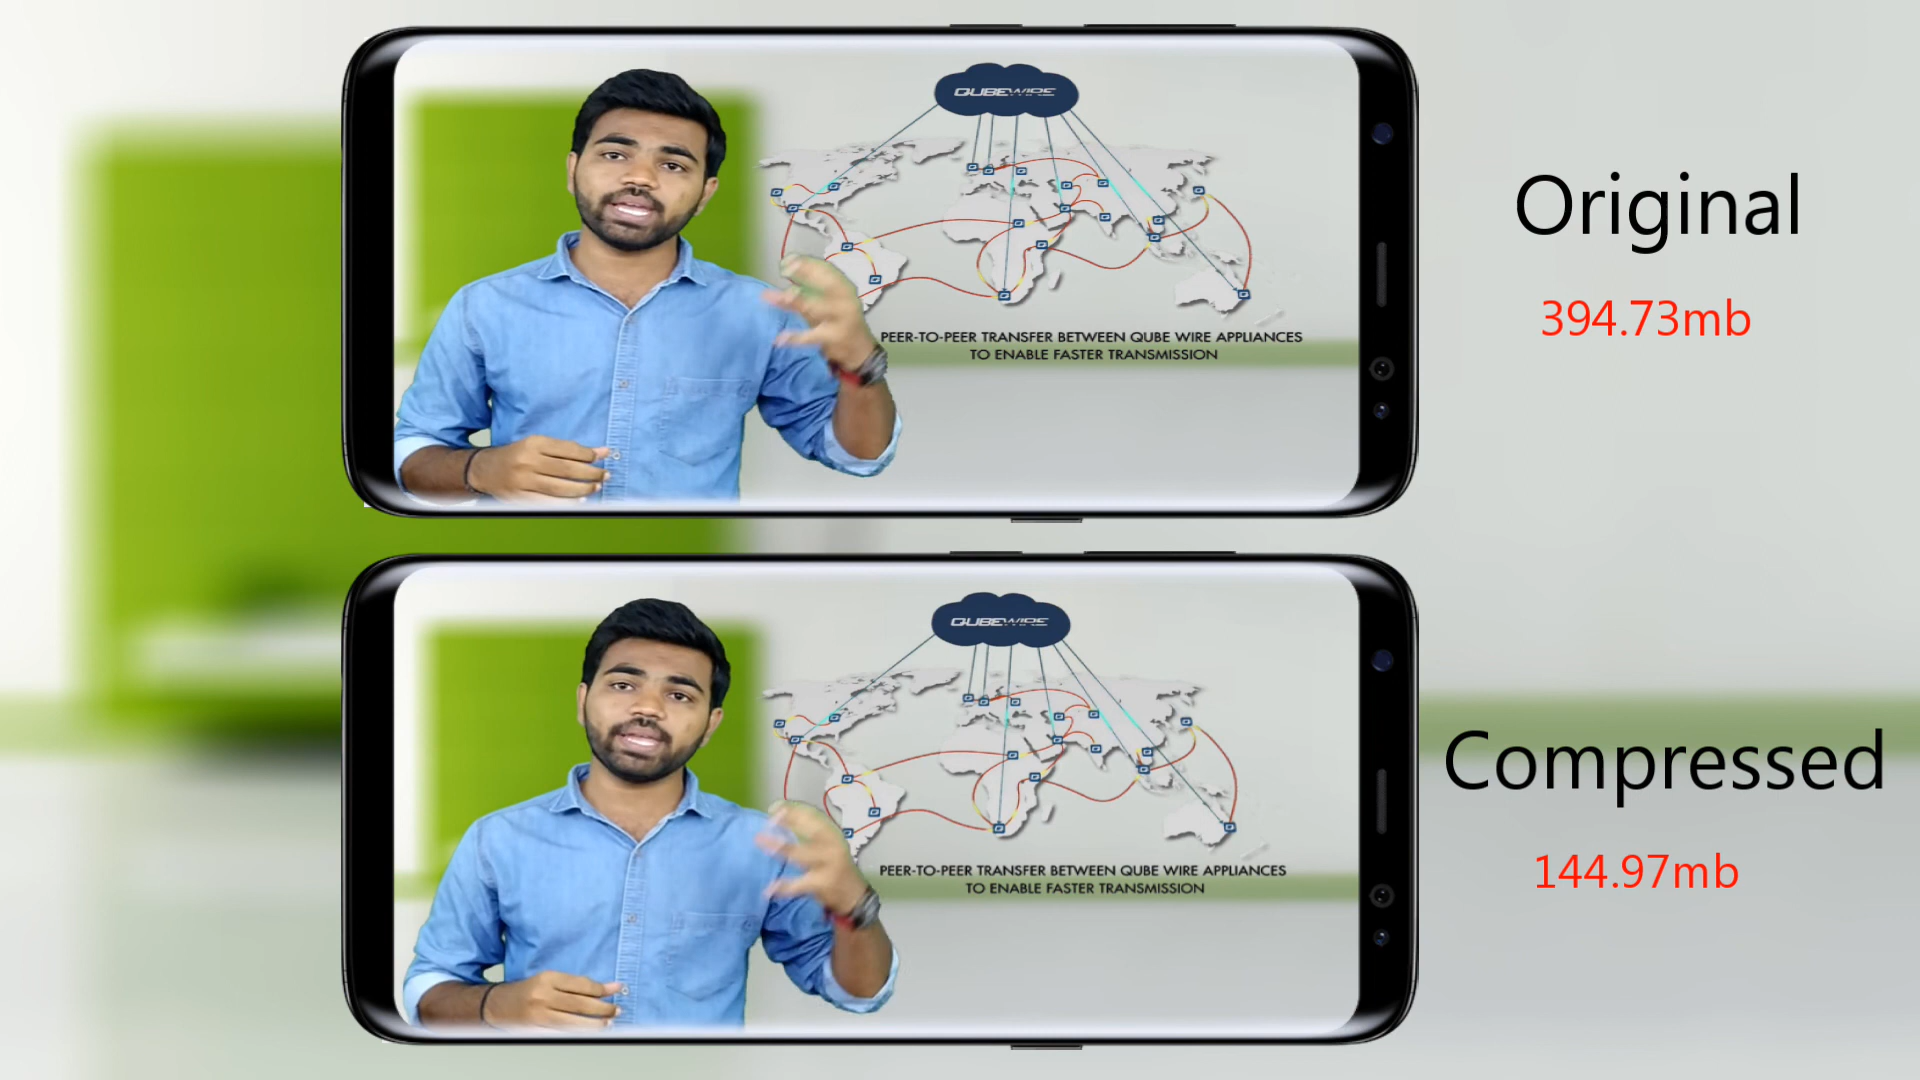 QUBEWIRE
PEER-TO-PEER TRANSFER BETWEEN QUBE WIRE APPLIANCES
TO ENABLE FASTER TRANSMISSION
Original
394.73mb
QUBEWIRE
PEER-TO-PEER TRANSFER BETWEEN QUBE WIRE APPLIANCES
TO ENABLE FASTER TRANSMISSION
Compressed
144.97mb